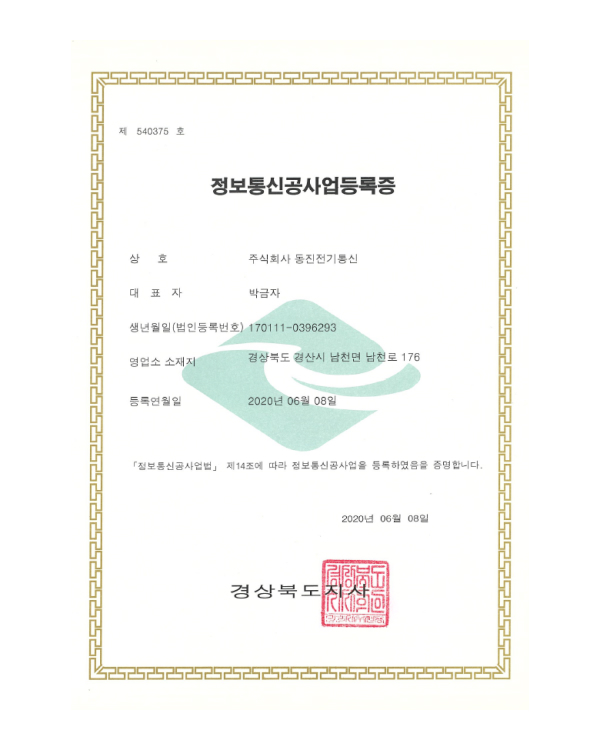 제 540375 호
정보통신공사업등록증
상 호 주식회사 동진전기통신
대 표 자 박금자
생년월일(법인등록번호) 170111-0396293
영업소 소재지 경상북도 경산시 남천면 남천로 176
등록연월일 2020년 06월 08일
「정보통신공사업법」 제14조에 따라 정보통신공사업을 등록하였음을 증명합니다.
2020년 06월 08일
경상북도지사